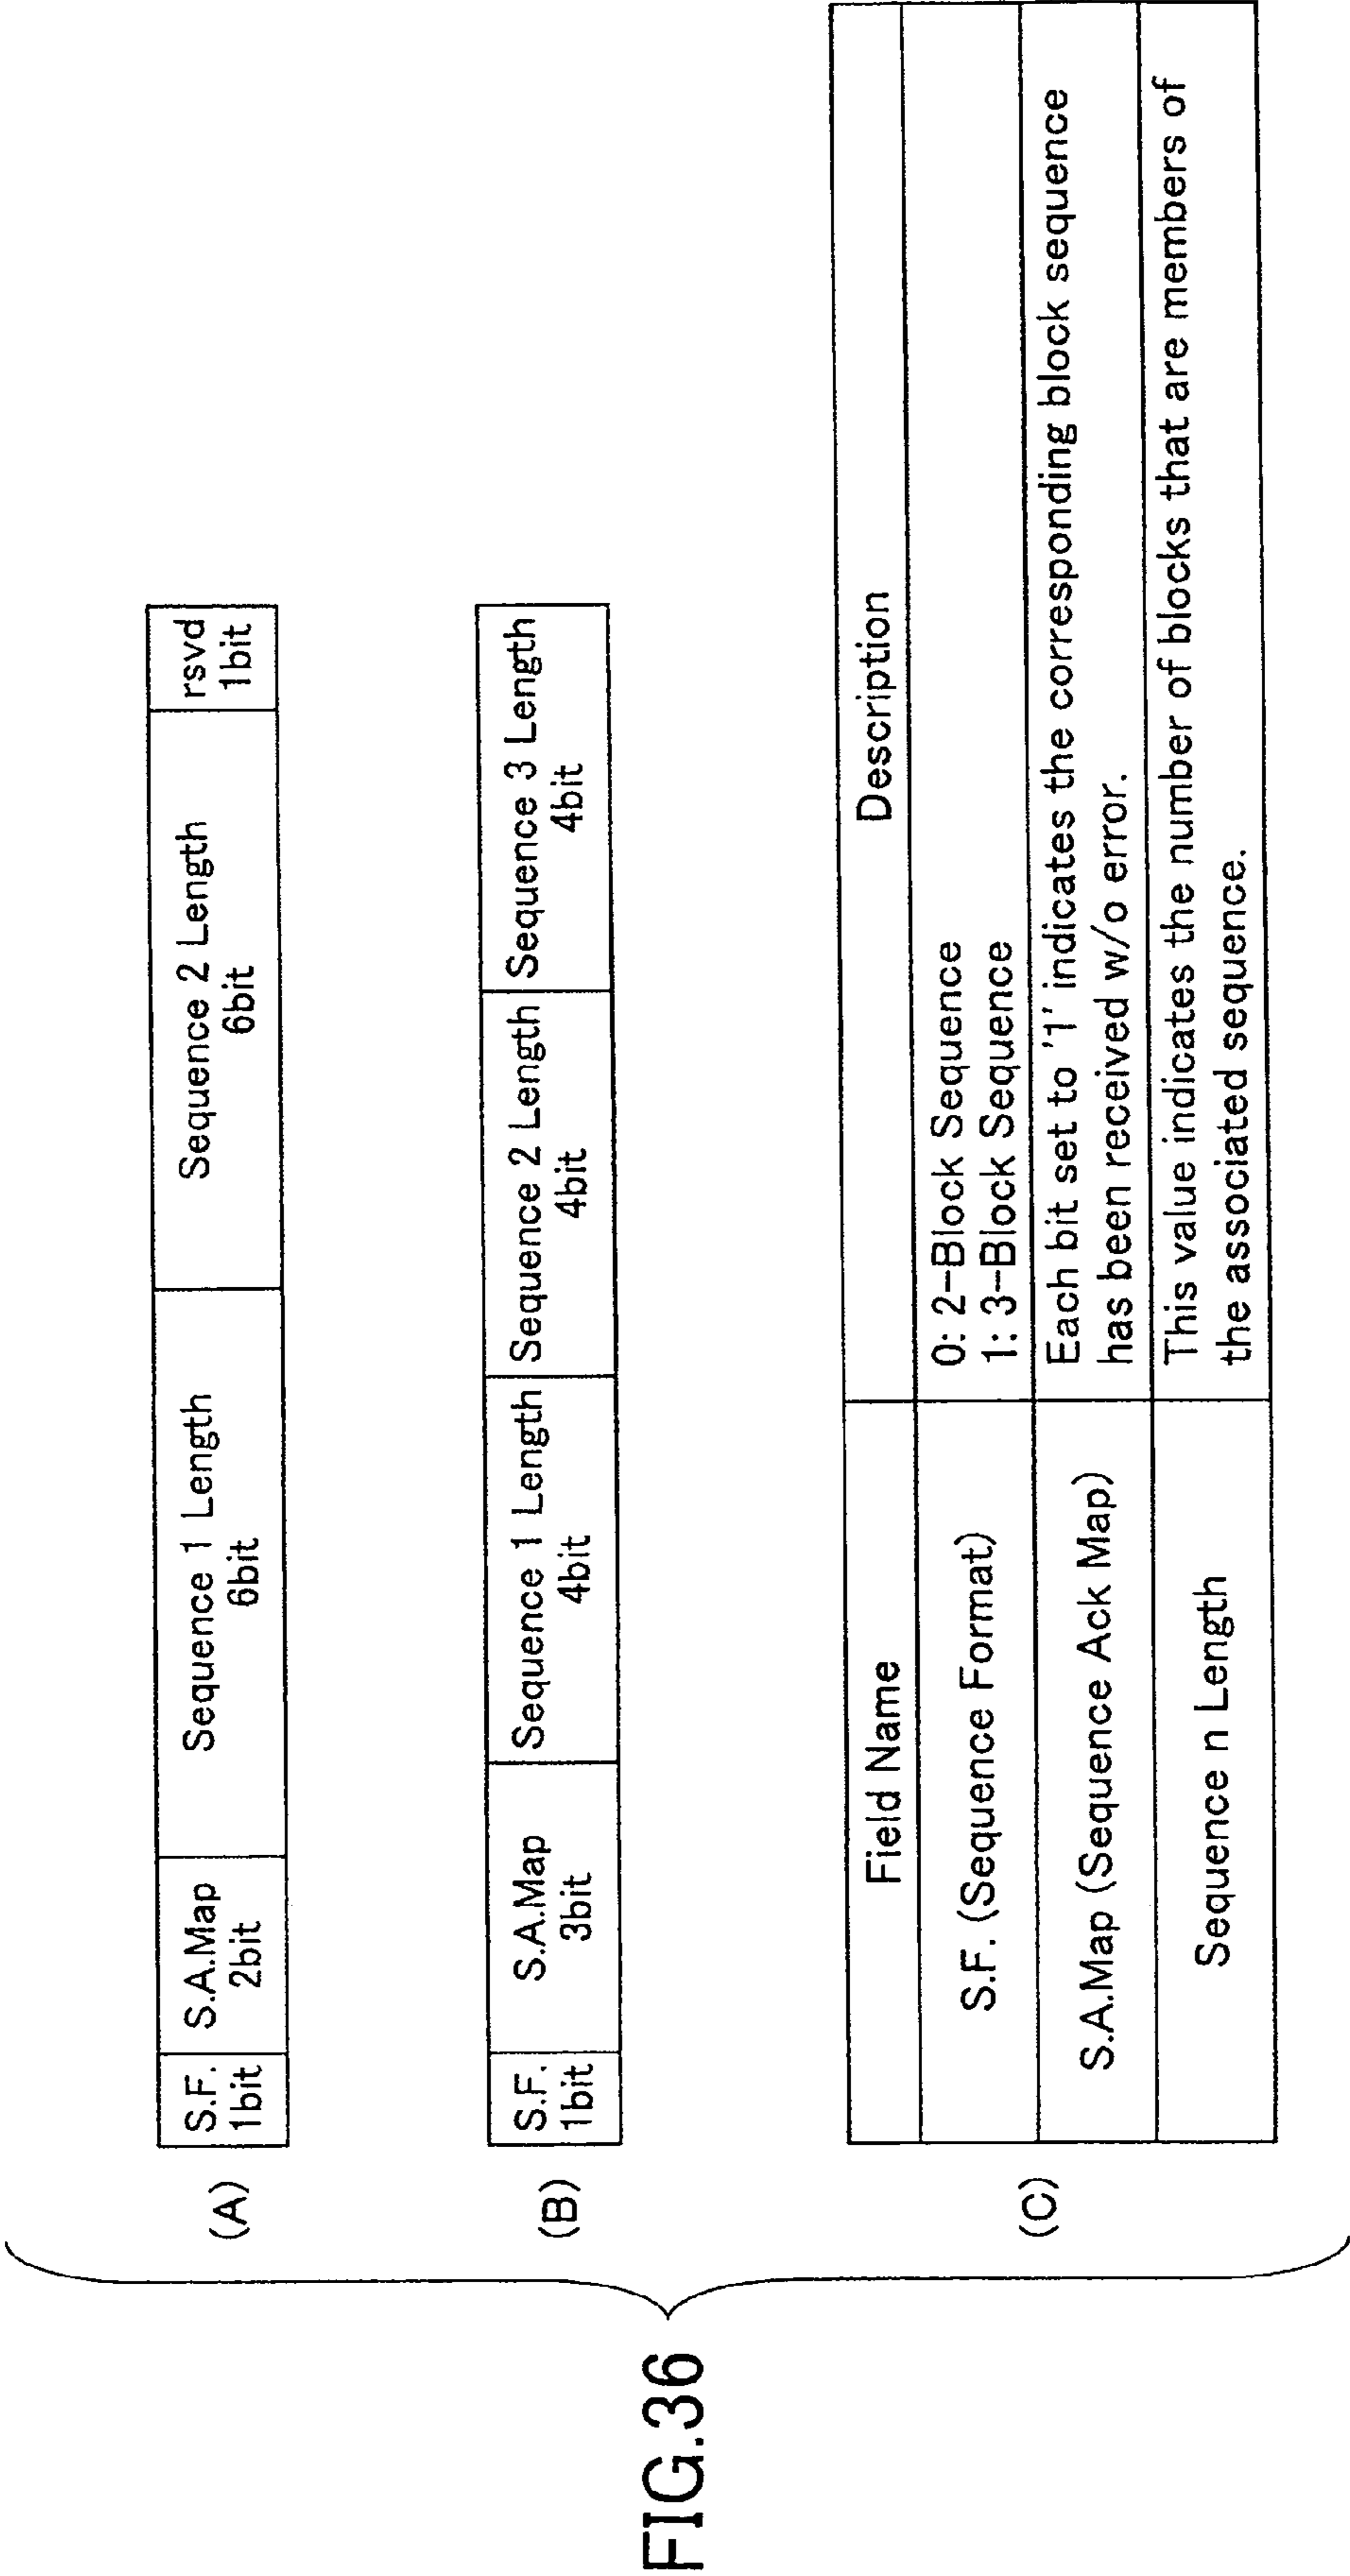 FIG.36
(A)
S.F.
1bit
S.A.Map
2bit
Sequence 1 Length
6bit
Sequence 2 Length
6bit
rsvd
1bit
(B)
S.F.
1bit
S.A.Map
3bit
Sequence 1 Length
4bit
Sequence 2 Length
4bit
Sequence 3 Length
4bit
(C)
Field Name
Description
S.F. (Sequence Format)
0: 2-Block Sequence
1: 3-Block Sequence
S.A.Map (Sequence Ack Map)
Each bit set to '1' indicates the corresponding block sequence
has been received w/o error.
Sequence n Length
This value indicates the number of blocks that are members of
the associated sequence.